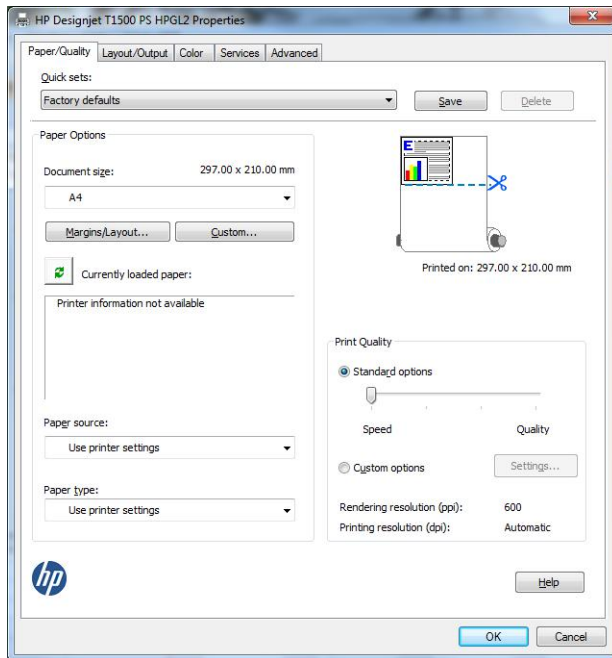 HP Designjet T1500 PS HPGL2 Properties
Paper/Quality Layout/Output Color Services Advanced
Quick sets:
Factory defaults Save Delete
Paper Options
Document size: 297.00 x 210.00 mm
A4
Margins/Layout... Custom...
Currently loaded paper:
Printer information not available
Paper source:
Use printer settings
Paper type:
Use printer settings
E
Printed on: 297.00 x 210.00 mm
Print Quality
Standard options
Speed Quality
Custom options Settings...
Rendering resolution (ppi): 600
Printing resolution (dpi): Automatic
hp
Help
OK Cancel